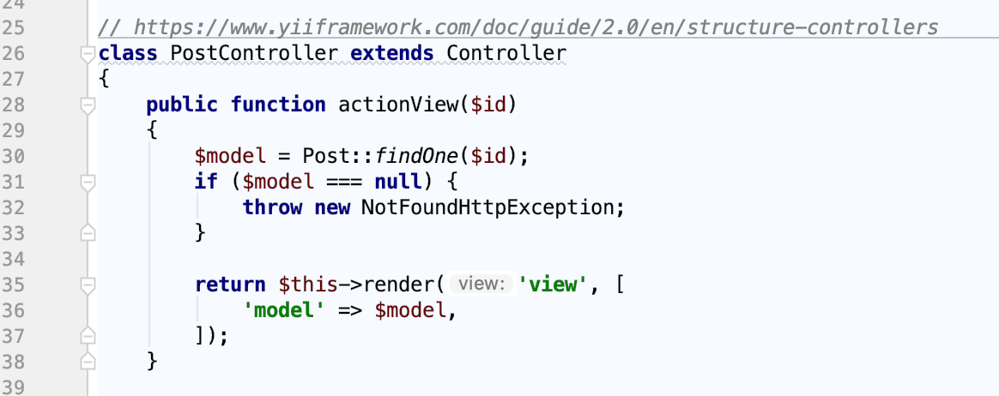 24
25 // https://www.yiiframework.com/doc/guide/2.0/en/structure-controllers
26 class PostController extends Controller
27 {
28     public function actionView($id)
29     {
30         $model = Post::findOne($id);
31         if ($model === null) {
32             throw new NotFoundHttpException;
33         }
34
35         return $this->render( view: 'view', [
36             'model' => $model,
37         ]);
38     }
39